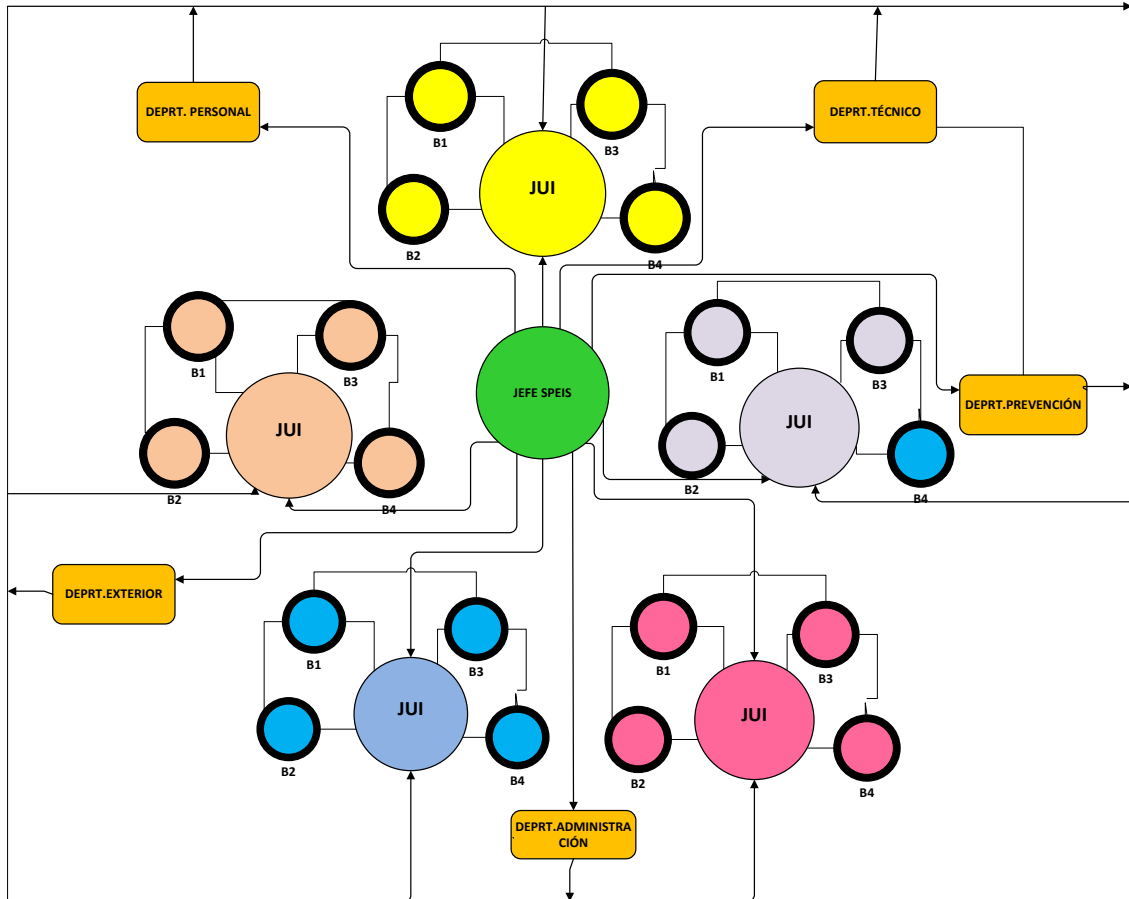 DEPRT. PERSONAL
DEPRT.TÉCNICO
B1
B3
JUI
B2
B4
B1
B3
JUI
B2
B4
JEFE SPEIS
B1
B3
JUI
B2
B4
DEPRT.PREVENCIÓN
DEPRT.EXTERIOR
B1
B3
JUI
B2
B4
B1
B3
JUI
B2
B4
DEPRT.ADMINISTRA
CIÓN